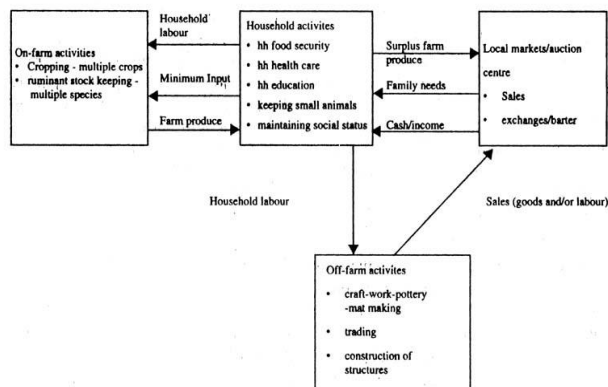 On-farm activities
• Cropping - multiple crops
• ruminant stock keeping -
multiple species
Household
labour
Minimum Input
Farm produce
Household activites
• hh food security
• hh health care
• hh education
• keeping small animals
• maintaining social status
Surplus farm
produce
Family needs
Cash/income
Local markets/auction
centre
• Sales
• exchanges/barter
Household labour
Sales (goods and/or labour)
Off-farm activites
• craft-work-pottery
-mat making
• trading
• construction of
structures